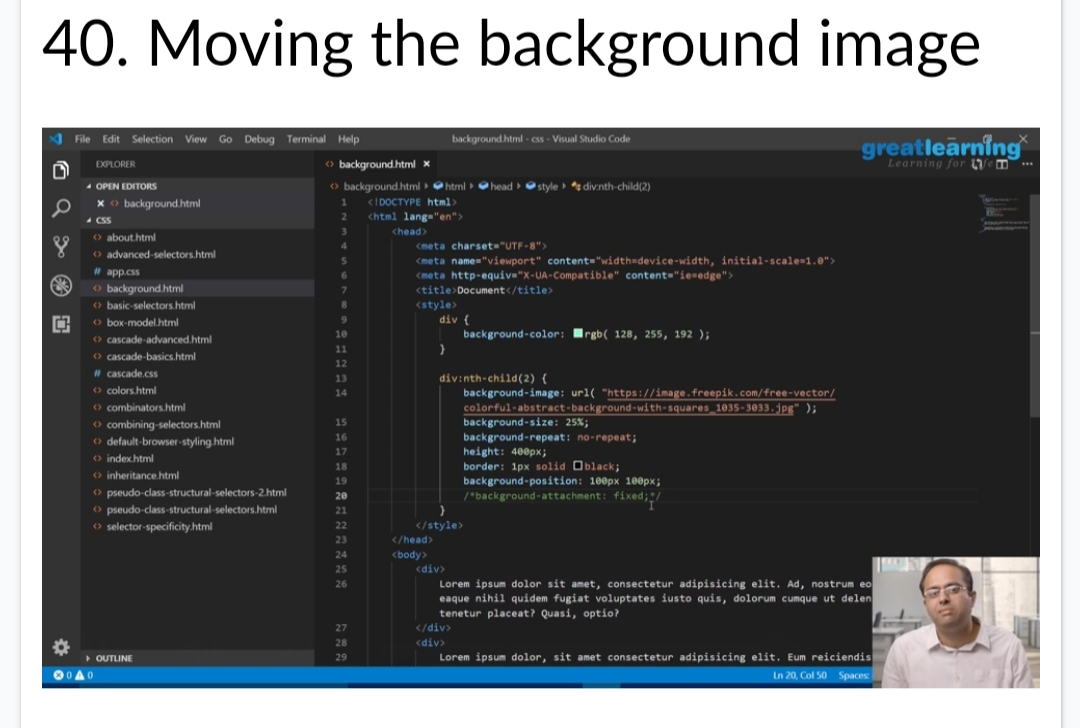 40. Moving the background image
File Edit Selection View Go Debug Terminal Help
background.html - css - Visual Studio Code
greatlearning
Learning for Life
EXPLORER
background.html
OPEN EDITORS
background.html
CSS
about.html
advanced-selectors.html
# app.css
background.html
basic-selectors.html
box-model.html
cascade-advanced.html
cascade-basics.html
# cascade.css
colors.html
combinators.html
combining-selectors.html
default-browser-styling.html
index.html
inheritance.html
pseudo-class-structural-selectors-2.html
pseudo-class-structural-selectors.html
selector-specificity.html
OUTLINE
background.html html head style div:nth-child(2)
1 <!DOCTYPE html>
2 <html lang="en">
3 <head>
4 <meta charset="UTF-8">
5 <meta name="viewport" content="width=device-width, initial-scale=1.0">
6 <meta http-equiv="X-UA-Compatible" content="ie=edge">
7 <title>Document</title>
8 <style>
9 div {
10 background-color: rgb( 128, 255, 192 );
11 }
12
13 div:nth-child(2) {
14 background-image: url( "https://image.freepik.com/free-vector/
colorful-abstract-background-with-squares_1035-3033.jpg" );
15 background-size: 25%;
16 background-repeat: no-repeat;
17 height: 400px;
18 border: 1px solid black;
19 background-position: 100px 100px;
20 /*background-attachment: fixed;*/
21 }
22 </style>
23 </head>
24 <body>
25 <div>
26 Lorem ipsum dolor sit amet, consectetur adipisicing elit. Ad, nostrum eo
eaque nihil quidem fugiat voluptates iusto quis, dolorum cumque ut delen
tenetur placeat? Quasi, optio?
27 </div>
28 <div>
29 Lorem ipsum dolor, sit amet consectetur adipisicing elit. Eum reiciendis
0 0
Ln 20, Col 50 Spaces: